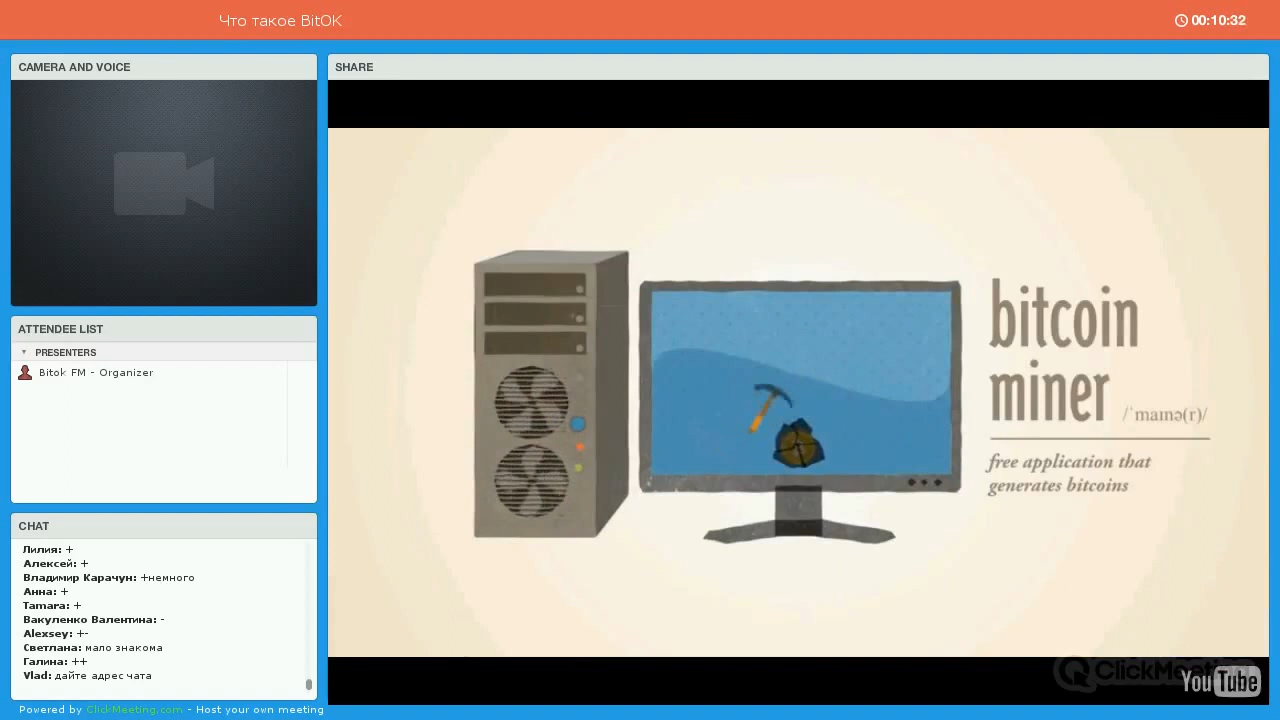 Что такое BitOK
00:10:32
CAMERA AND VOICE
SHARE
bitcoin
miner /ˈmamə(r)/
free application that
generates bitcoins
ATTENDEE LIST
PRESENTERS
Bitok FM - Organizer
CHAT
Лилия: +
Алексей: +
Владимир Карачун: +немного
Анна: +
Tamara: +
Вакуленко Валентина: -
Alexsey: +-
Светлана: мало знакома
Галина: ++
Vlad: дайте адрес чата
ClickMeeting
YouTube
Powered by ClickMeeting.com - Host your own meeting